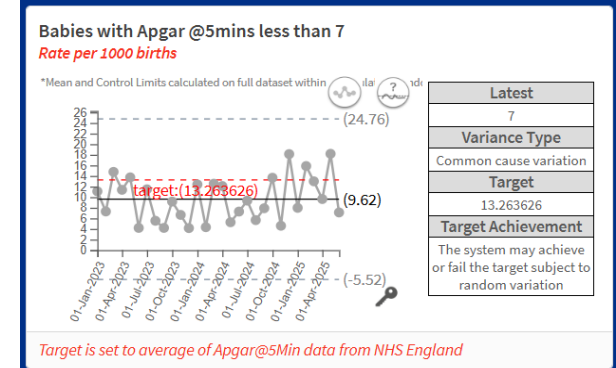 Babies with Apgar @5mins less than 7
Rate per 1000 births
*Mean and Control Limits calculated on full dataset within
?
26
24
22
20
18
16
14
12
10
8
6
4
2
0
(24.76)
target:(13.263626)
(9.62)
(-5.52)
01-Jan-2023
01-Apr-2023
01-Jul-2023
01-Oct-2023
01-Jan-2024
01-Apr-2024
01-Jul-2024
01-Oct-2024
01-Jan-2025
01-Apr-2025
Latest
7
Variance Type
Common cause variation
Target
13.263626
Target Achievement
The system may achieve
or fail the target subject to
random variation
Target is set to average of Apgar@5Min data from NHS England